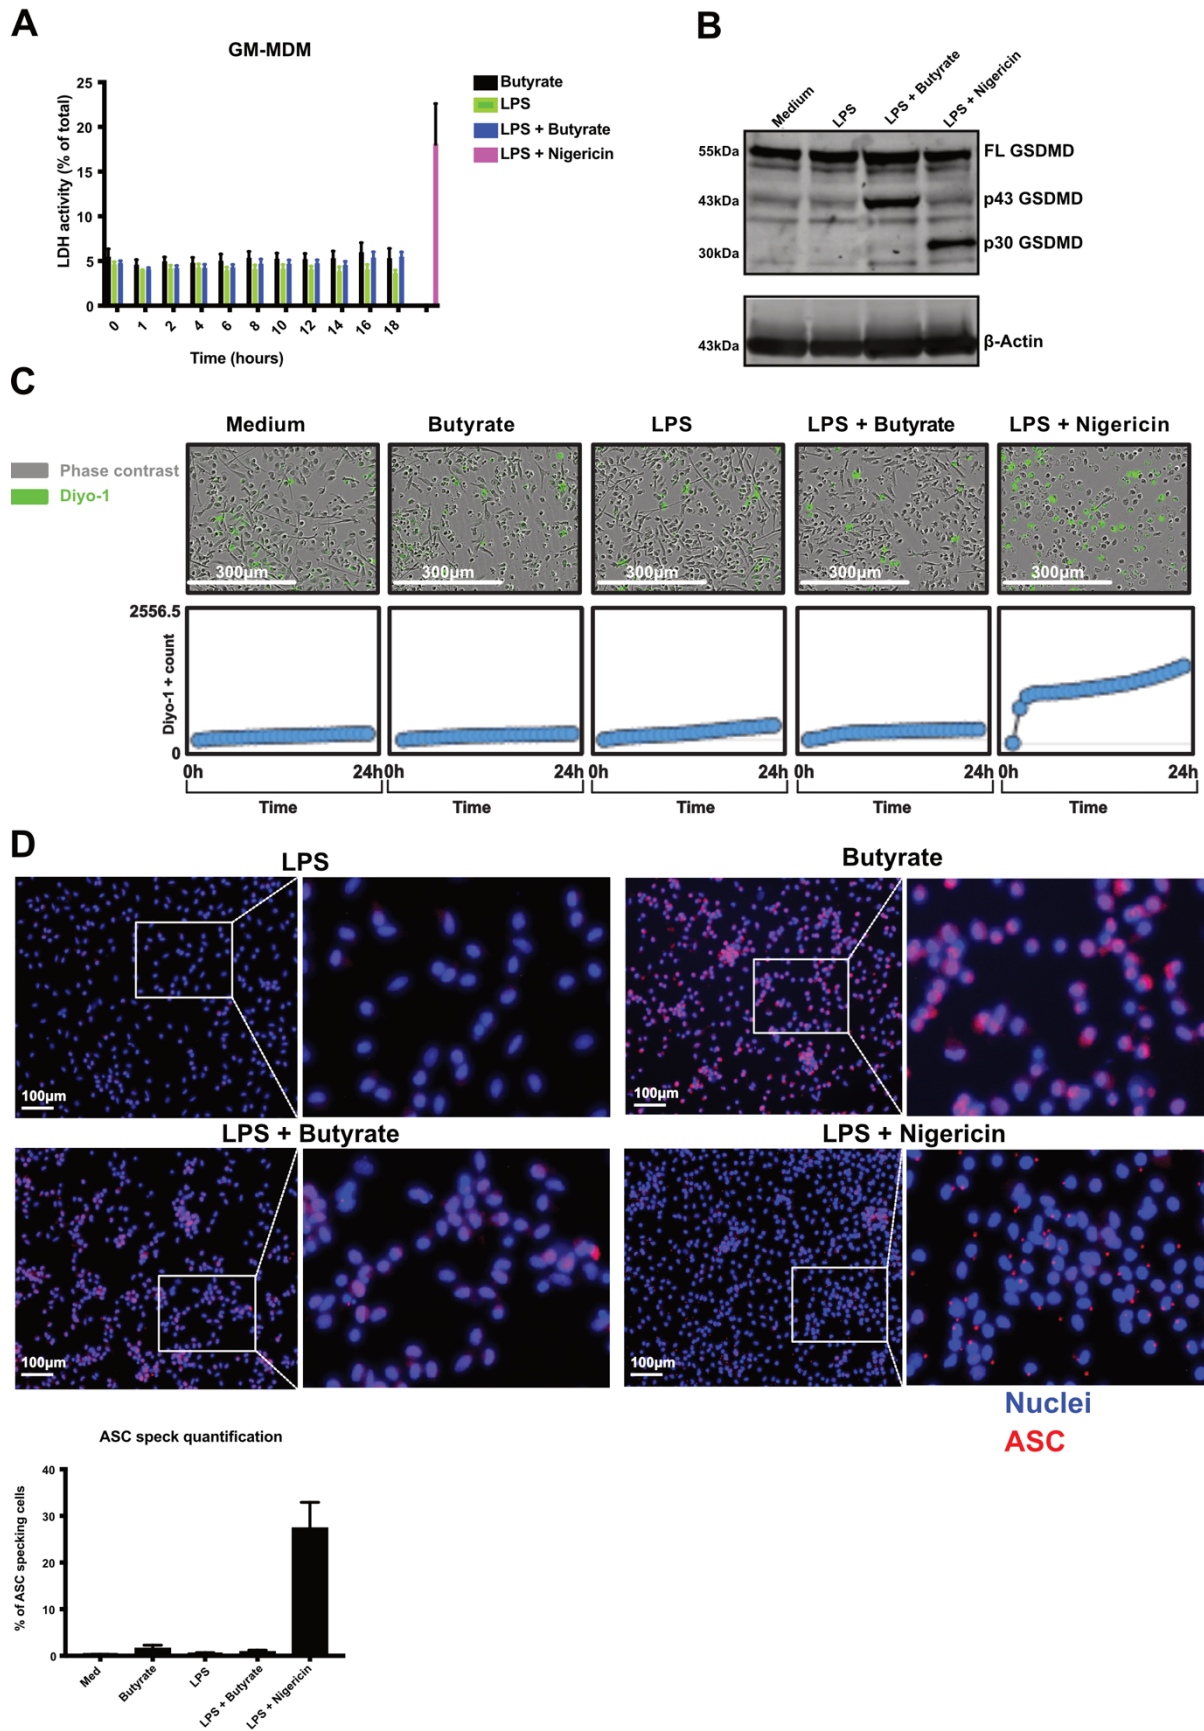 A
GM-MDM
LDH activity (% of total)
25
20
15
10
5
0
0 1 2 4 6 8 10 12 14 16 18
Time (hours)
Butyrate
LPS
LPS + Butyrate
LPS + Nigericin
B
Medium LPS LPS + Butyrate LPS + Nigericin
55kDa FL GSDMD
43kDa p43 GSDMD
30kDa p30 GSDMD
43kDa β-Actin
C
Medium Butyrate LPS LPS + Butyrate LPS + Nigericin
Phase contrast
Diyo-1
300μm 300μm 300μm 300μm 300μm
2556.5
Diyo-1 + count
0
0h 24h 0h 24h 0h 24h 0h 24h 0h 24h
Time Time Time Time Time
D
LPS Butyrate
100μm 100μm
LPS + Butyrate LPS + Nigericin
100μm 100μm
Nuclei
ASC
ASC speck quantification
% of ASC specking cells
40
30
20
10
0
Med Butyrate LPS LPS + Butyrate LPS + Nigericin